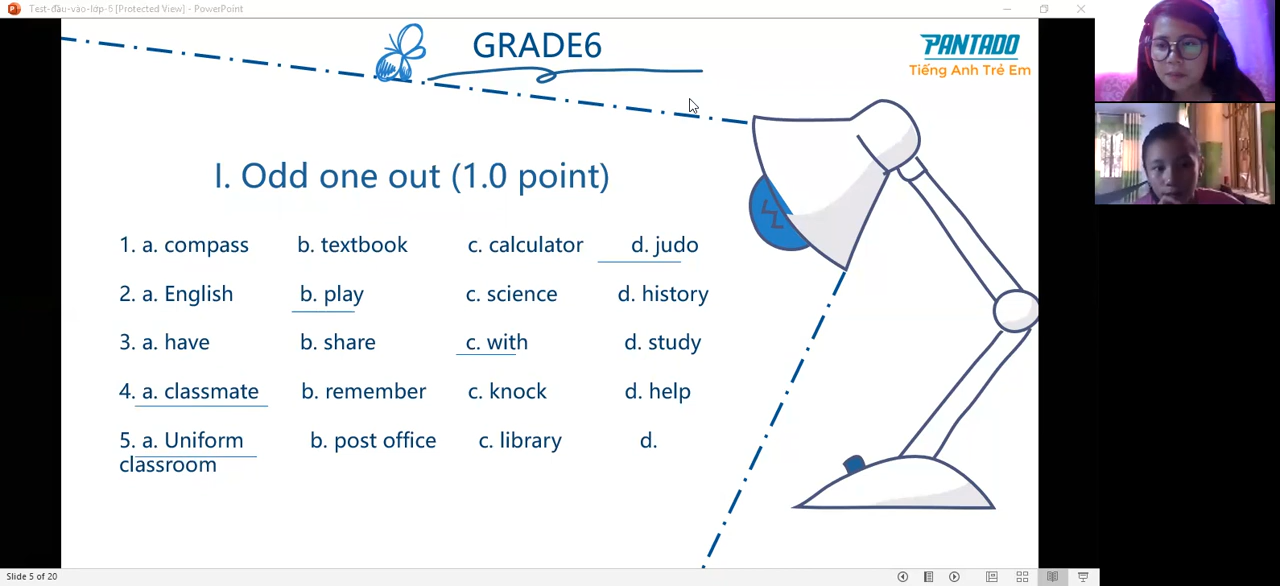 Test-đầu-vào-lớp-6 [Protected View] - PowerPoint
GRADE6
PANTADO
Tiếng Anh Trẻ Em
I. Odd one out (1.0 point)
1. a. compass b. textbook c. calculator d. judo
2. a. English b. play c. science d. history
3. a. have b. share c. with d. study
4. a. classmate b. remember c. knock d. help
5. a. Uniform b. post office c. library d.
classroom
Slide 5 of 20